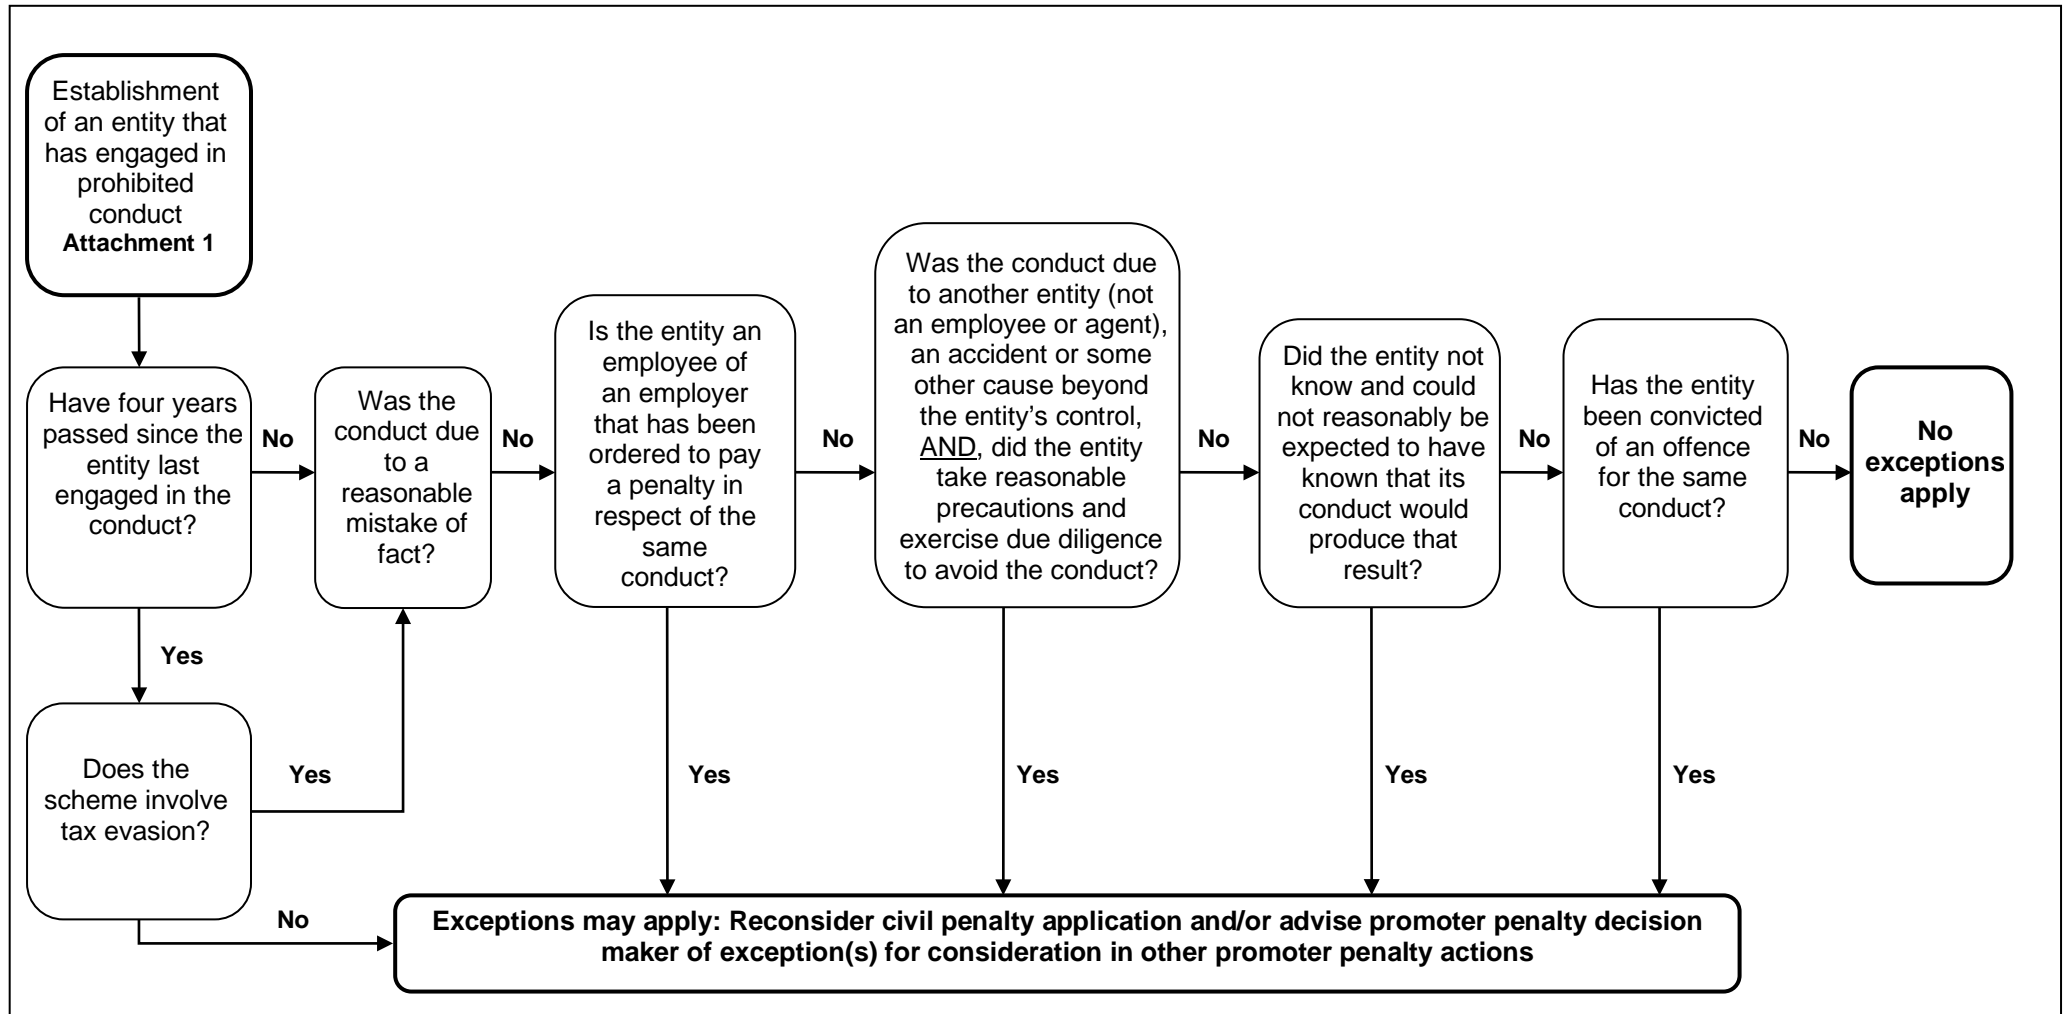 Establishment
of an entity that
has engaged in
prohibited
conduct
Attachment 1
Have four years
passed since the
entity last
engaged in the
conduct?
No
Was the
conduct due
to a
reasonable
mistake of
fact?
No
Is the entity an
employee of
an employer
that has been
ordered to pay
a penalty in
respect of the
same
conduct?
No
Was the conduct due
to another entity (not
an employee or agent),
an accident or some
other cause beyond
the entity’s control,
AND, did the entity
take reasonable
precautions and
exercise due diligence
to avoid the conduct?
No
Did the entity not
know and could
not reasonably be
expected to have
known that its
conduct would
produce that
result?
No
Has the entity
been convicted
of an offence
for the same
conduct?
No
No
exceptions
apply
Yes
Does the
scheme involve
tax evasion?
Yes
Yes
Yes
Yes
Yes
No
Exceptions may apply: Reconsider civil penalty application and/or advise promoter penalty decision
maker of exception(s) for consideration in other promoter penalty actions